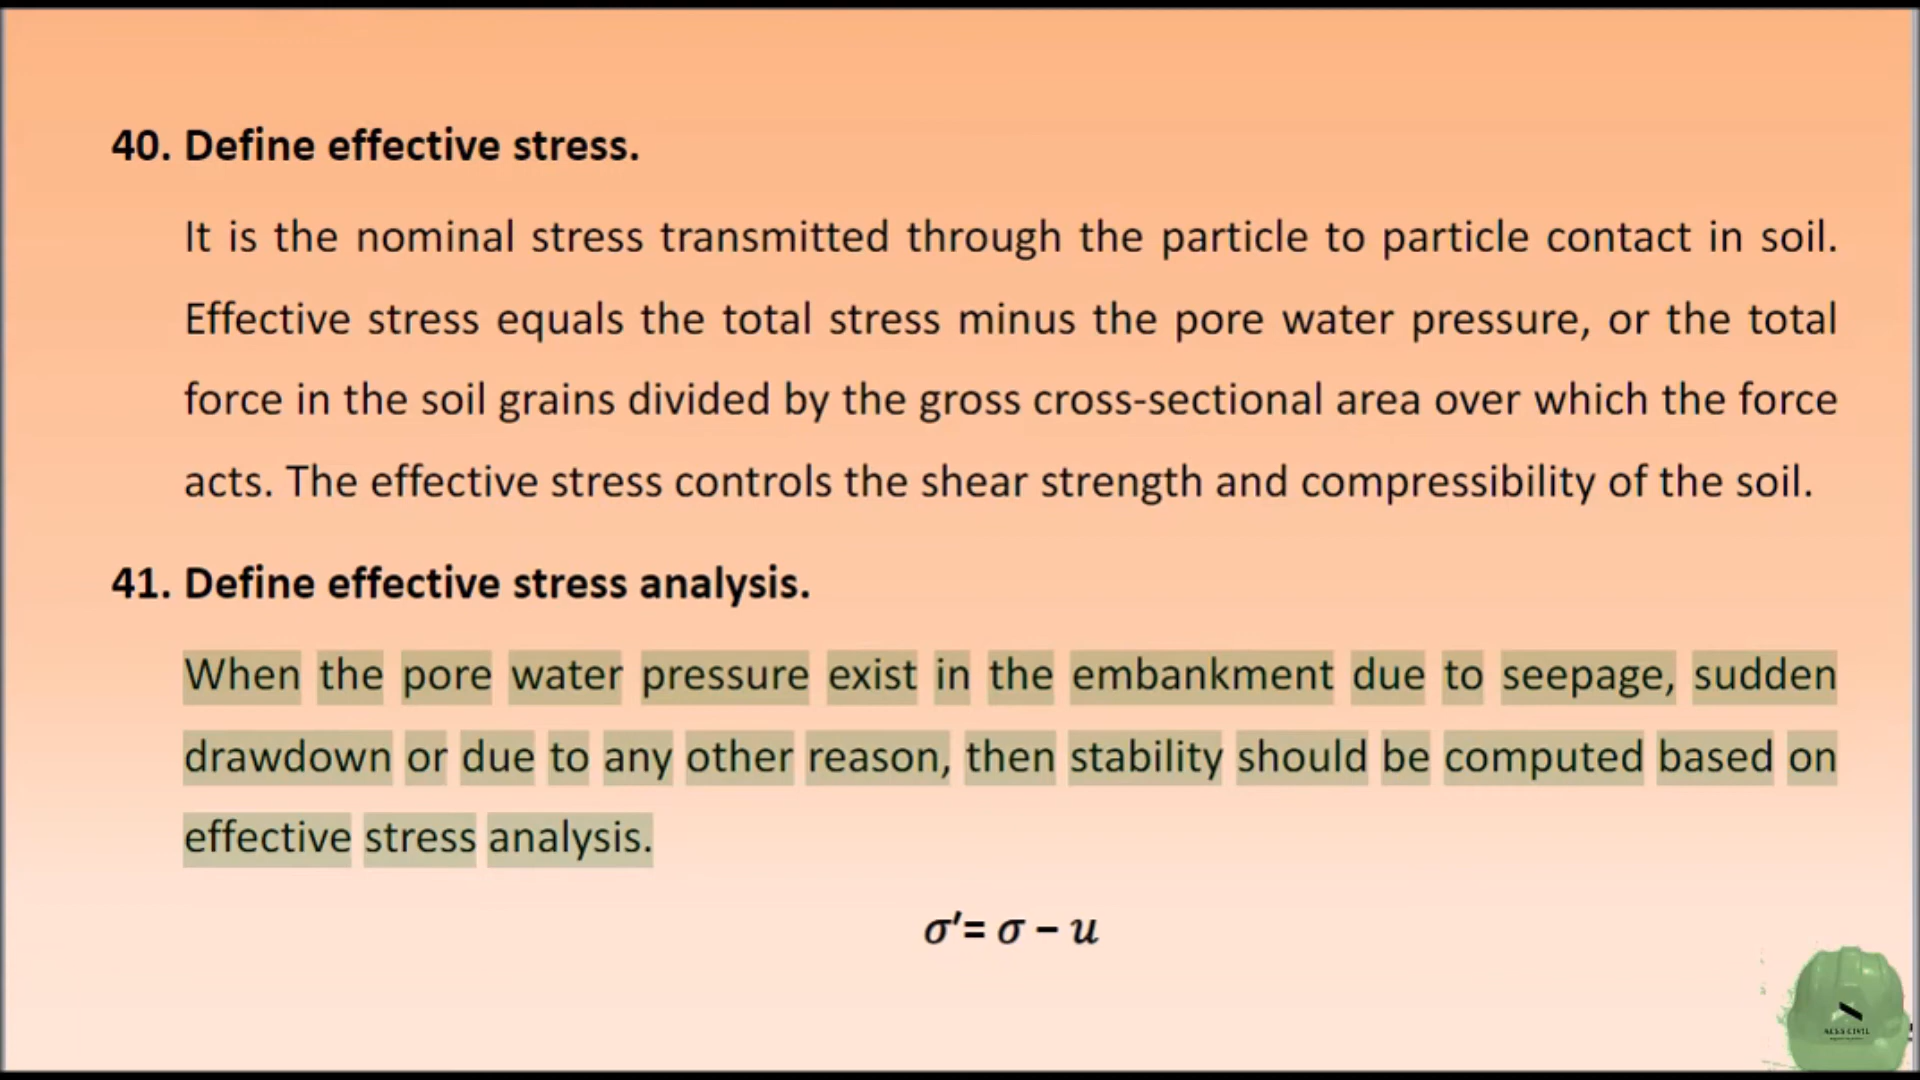 40. Define effective stress.
It is the nominal stress transmitted through the particle to particle contact in soil.
Effective stress equals the total stress minus the pore water pressure, or the total
force in the soil grains divided by the gross cross-sectional area over which the force
acts. The effective stress controls the shear strength and compressibility of the soil.
41. Define effective stress analysis.
When the pore water pressure exist in the embankment due to seepage, sudden
drawdown or due to any other reason, then stability should be computed based on
effective stress analysis.
σ′= σ – u